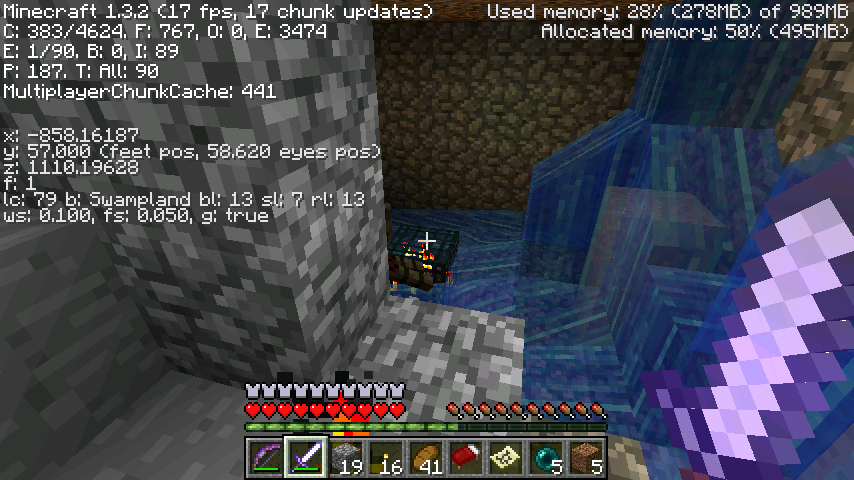 Minecraft 1.3.2 (17 fps, 17 chunk updates)
C: 383/4624, F: 767, O: 0, E: 3474
E: 1/90, B: 0, I: 89
P: 187. T: All: 90
MultiplayerChunkCache: 441
x: -858.16187
y: 57.000 (feet pos, 58.620 eyes pos)
z: 1110.19628
f: 1
lc: 79 b: Swampland bl: 13 sl: 7 rl: 13
ws: 0.100, fs: 0.050, g: true
Used memory: 28% (278MB) of 989MB
Allocated memory: 50% (495MB)
19 16 41 5 5